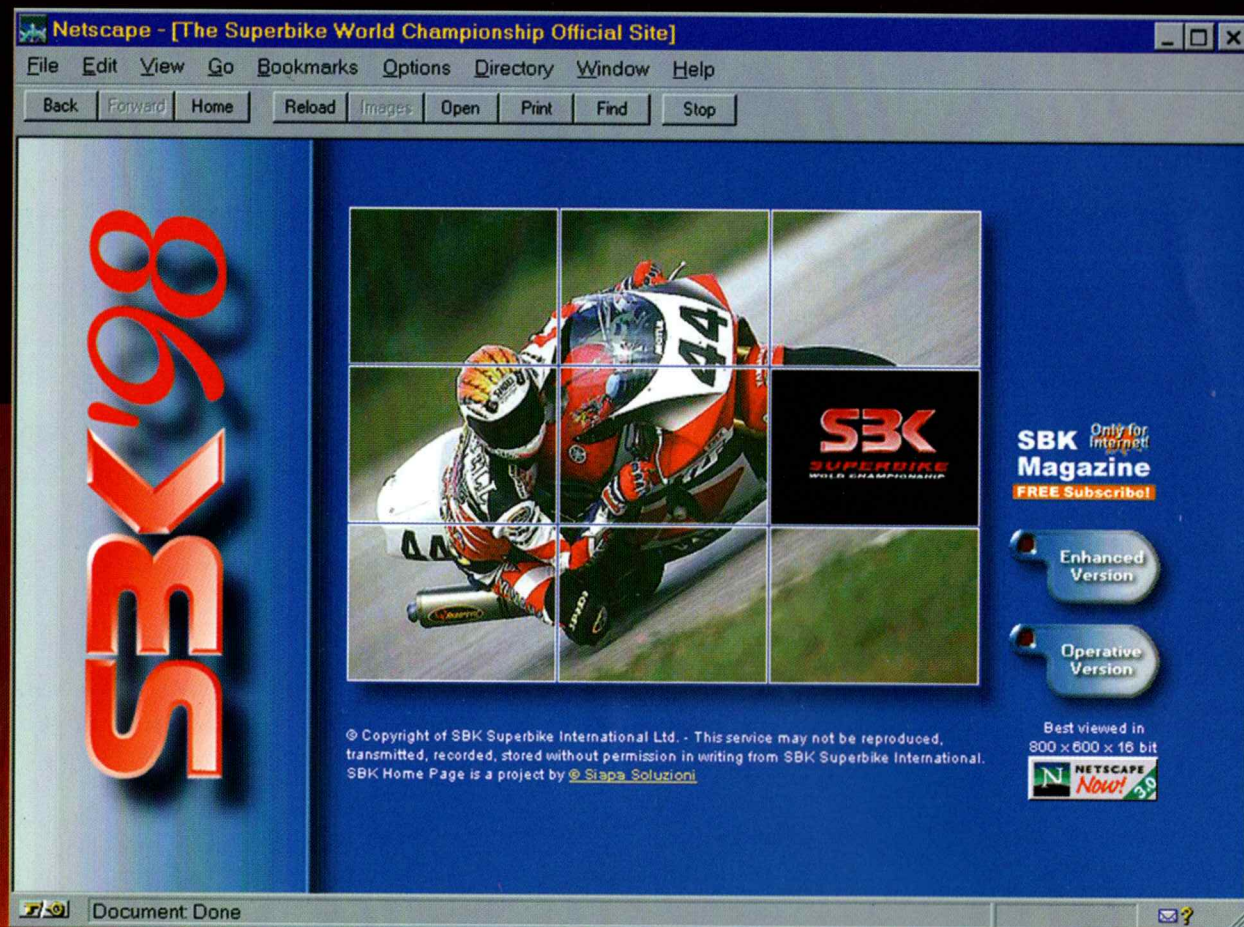 Netscape - [The Superbike World Championship Official Site]
File Edit View Go Bookmarks Options Directory Window Help
Back Forward Home Reload Images Open Print Find Stop
SBK'98
MOTUL
44
44
SBK
SUPERBIKE
WOLD CHAMPIONSHIP
SBK Only for Internet!
Magazine
FREE Subscribe!
Enhanced
Version
Operative
Version
Best viewed in
800 x 600 x 16 bit
N NETSCAPE
Now! 3.0
© Copyright of SBK Superbike International Ltd. - This service may not be reproduced,
transmitted, recorded, stored without permission in writing from SBK Superbike International.
SBK Home Page is a project by © Siapa Soluzioni
Document: Done